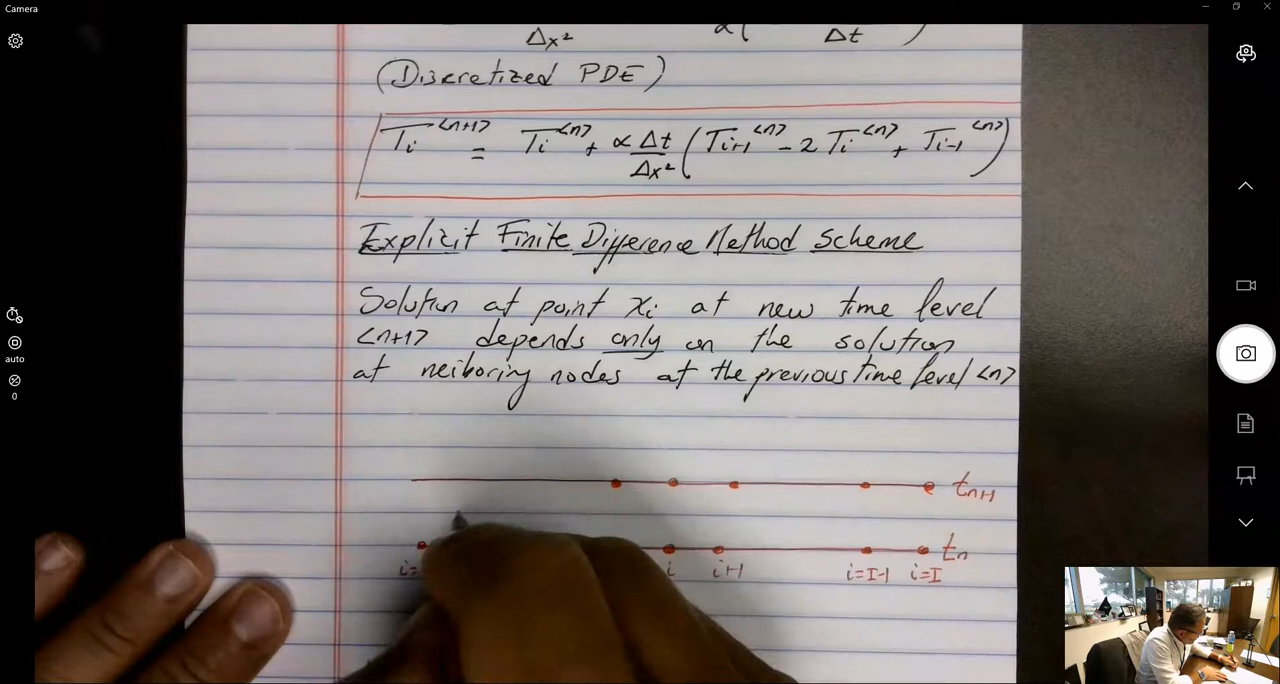 Camera
Δx² α( Δt )
(Discretized PDE)
Ti<n+1> = Ti<n> + α Δt/Δx² (Ti+1<n> - 2 Ti<n> + Ti-1<n>)
Explicit Finite Difference Method Scheme
Solution at point xi at new time level
<n+1> depends only on the solution
at neiboring nodes at the previous time level <n>
tn+1
tn
i= i i+1 i=I-1 i=I
auto
0